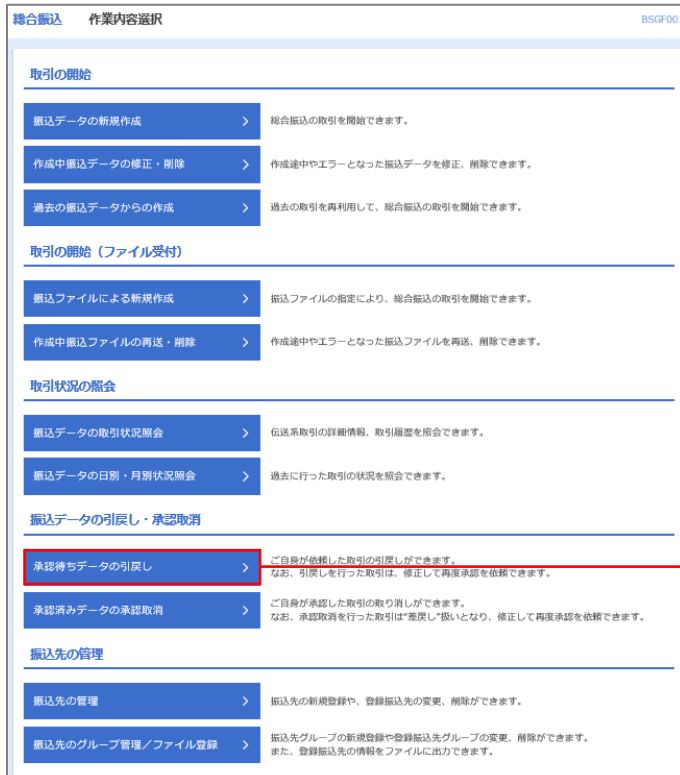 総合振込 作業内容選択 BSGF001
取引の開始
振込データの新規作成 総合振込の取引を開始できます。
作成中振込データの修正・削除 作成途中やエラーとなった振込データを修正、削除できます。
過去の振込データからの作成 過去の取引を再利用して、総合振込の取引を開始できます。
取引の開始（ファイル受付）
振込ファイルによる新規作成 振込ファイルの指定により、総合振込の取引を開始できます。
作成中振込ファイルの再送・削除 作成途中やエラーとなった振込ファイルを再送、削除できます。
取引状況の照会
振込データの取引状況照会 伝送系取引の詳細情報、取引履歴を照会できます。
振込データの日別・月別状況照会 過去に行った取引の状況を照会できます。
振込データの引戻し・承認取消
承認待ちデータの引戻し ご自身が依頼した取引の引戻しができます。
なお、引戻しを行った取引は、修正して再度承認を依頼できます。
承認済みデータの承認取消 ご自身が承認した取引の取り消しができます。
なお、承認取消を行った取引は“差戻し”扱いとなり、修正して再度承認を依頼できます。
振込先の管理
振込先の管理 振込先の新規登録や、登録振込先の変更、削除ができます。
振込先のグループ管理／ファイル登録 振込先グループの新規登録や登録振込先グループの変更、削除ができます。
また、登録振込先の情報をファイルに出力できます。